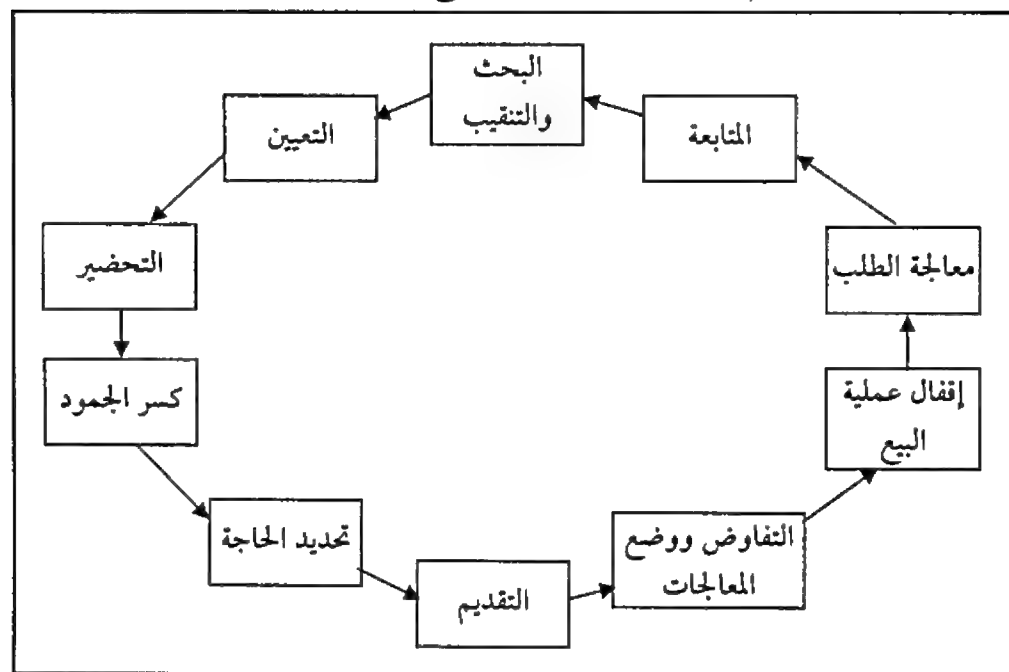 البحث
والتنقيب
التعيين
المتابعة
التحضير
معالجة الطلب
كسر الجمود
إقفال عملية
البيع
تحديد الحاجة
التفاوض ووضع
المعالجات
التقديم